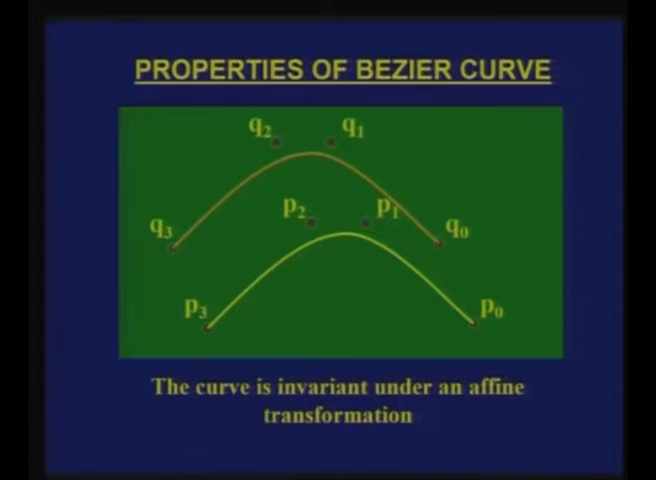 PROPERTIES OF BEZIER CURVE
q2 q1
p2 p1
q3 q0
p3 p0
The curve is invariant under an affine
transformation